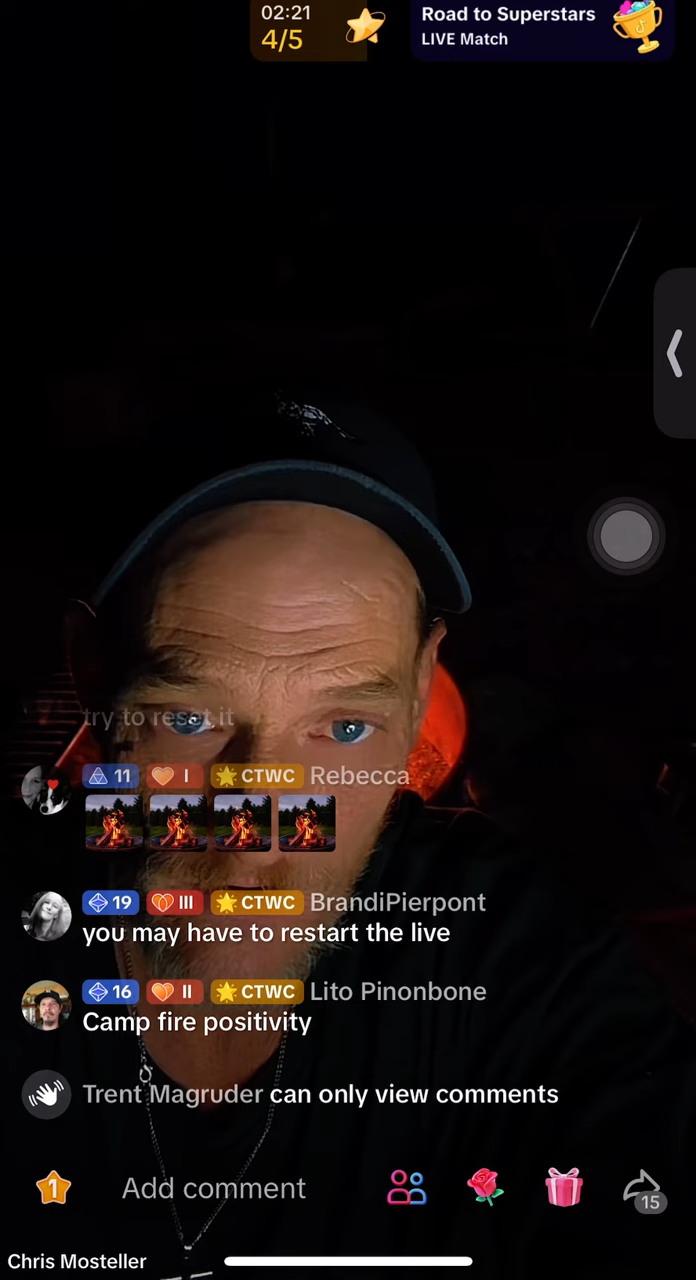 02:21
4/5
Road to Superstars
LIVE Match
try to reset it
11 I CTWC Rebecca
19 III CTWC BrandiPierpont
you may have to restart the live
16 II CTWC Lito Pinonbone
Camp fire positivity
Trent Magruder can only view comments
1 Add comment
15
Chris Mosteller